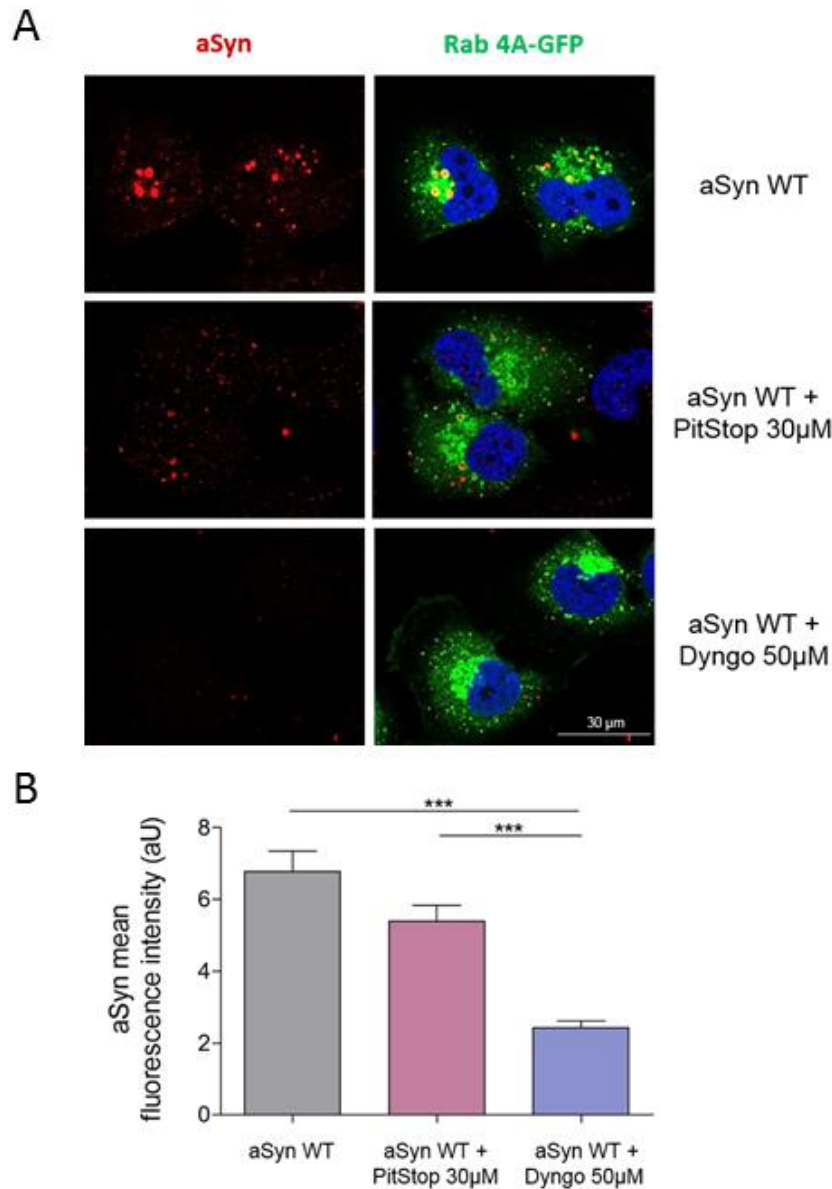 A
aSyn
Rab 4A-GFP
aSyn WT
aSyn WT +
PitStop 30µM
aSyn WT +
Dyngo 50µM
30 µm
B
***
***
8
6
4
2
0
aSyn mean
fluorescence intensity (aU)
aSyn WT
aSyn WT +
PitStop 30µM
aSyn WT +
Dyngo 50µM